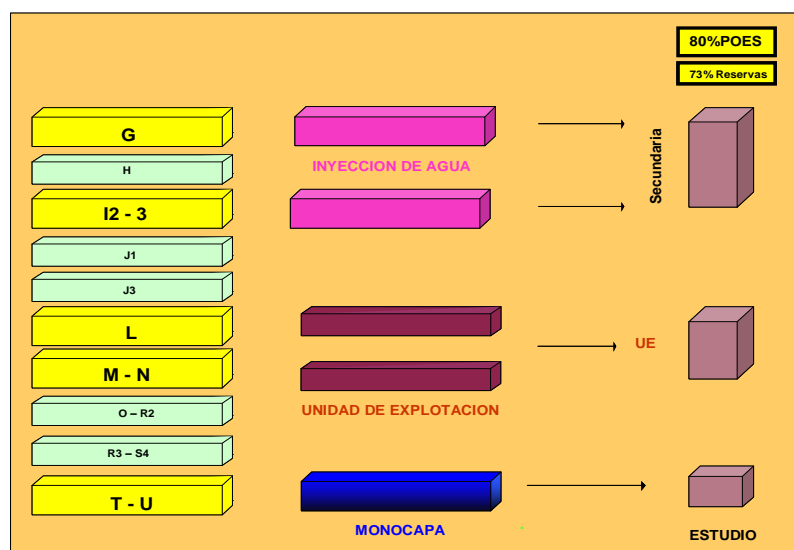 80%POES
73% Reservas
G
H
INYECCION DE AGUA
Secundaria
I2 - 3
J1
J3
L
UE
M - N
O – R2
UNIDAD DE EXPLOTACION
R3 – S4
T - U
MONOCAPA
ESTUDIO